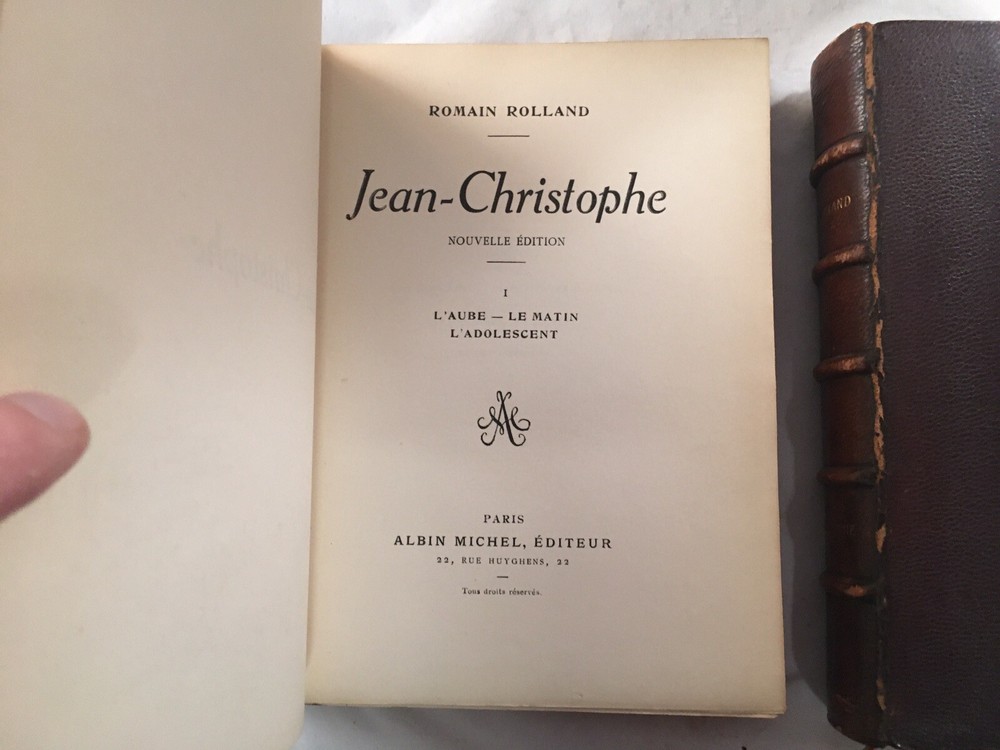 ROMAIN ROLLAND
Jean-Christophe
NOUVELLE ÉDITION
I
L'AUBE — LE MATIN
L'ADOLESCENT
PARIS
ALBIN MICHEL, ÉDITEUR
22, RUE HUYGHENS, 22
Tous droits réservés.